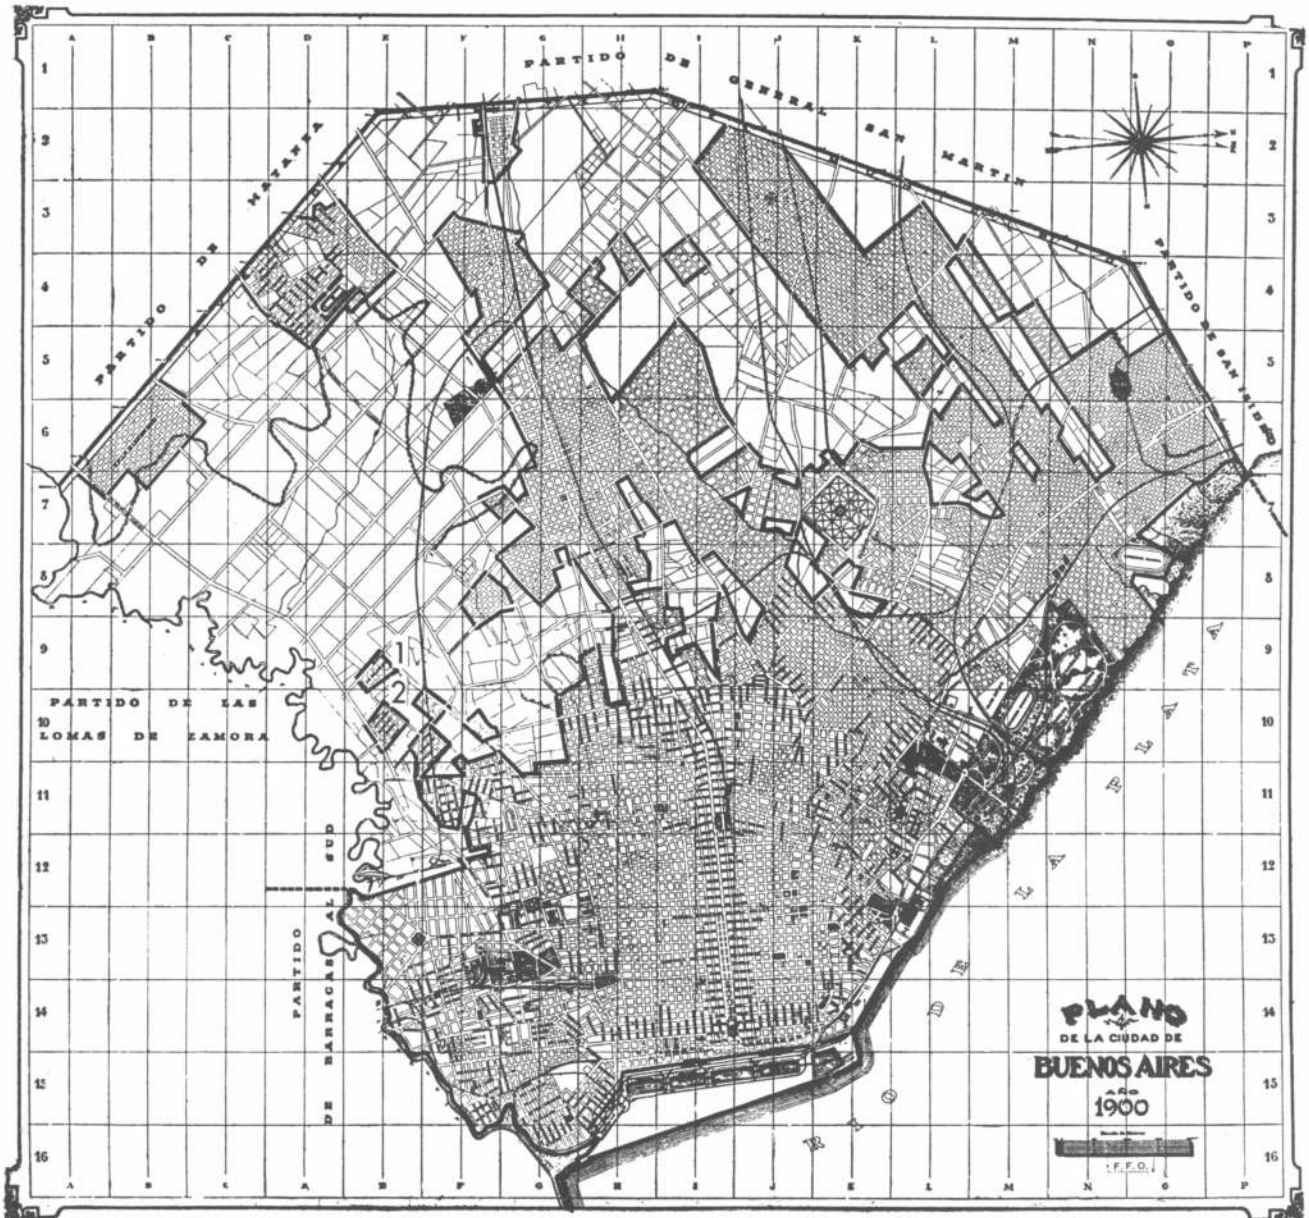 A B C D E F G H I J K L M N O P
1 1
2 2
3 3
4 4
5 5
6 6
7 7
8 8
9 9
10 10
11 11
12 12
13 13
14 14
15 15
16 16
PARTIDO DE GENERAL SAN MARTIN
PARTIDO DE MATANZA
PARTIDO DE SAN ISIDRO
1
2
PARTIDO DE LAS
LOMAS DE ZAMORA
PARTIDO
DE BARRACAS AL SUD
RIO DE LA PLATA
PLANO
DE LA CIUDAD DE
BUENOS AIRES
AÑO
1900
F. F. O.
A B C D E F G H I J K L M N O P